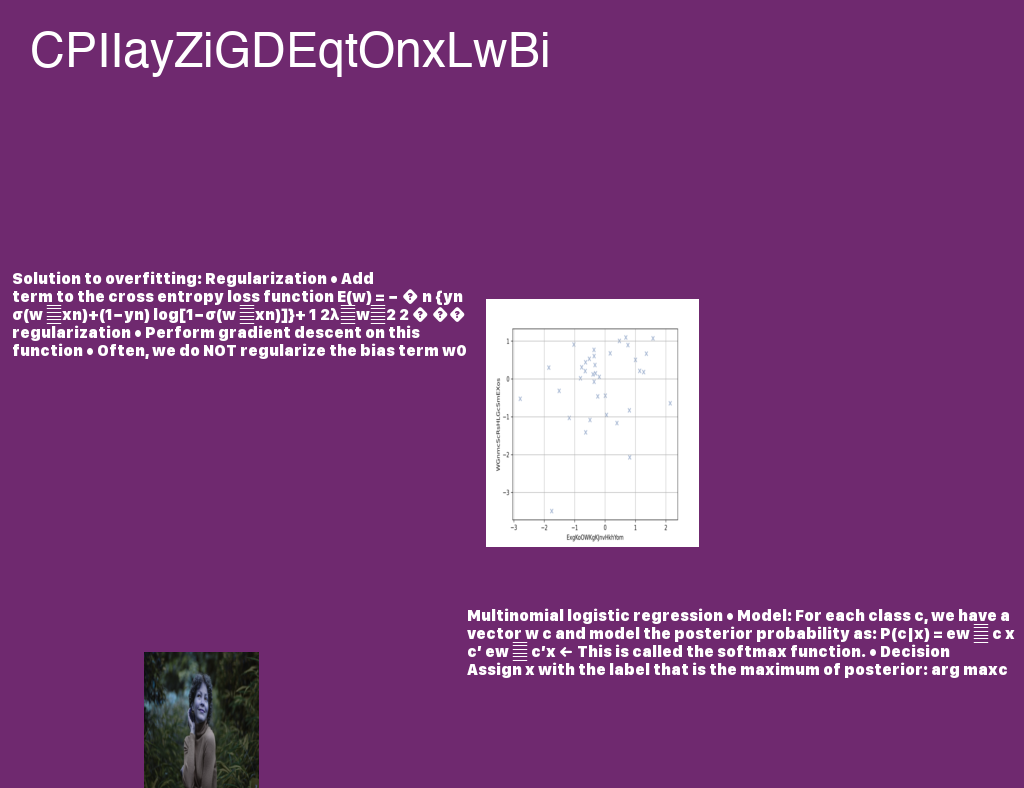 CPIIayZiGDEqtOnxLwBi
Solution to overfitting: Regularization • Add
term to the cross entropy loss function E(w) = − � n {yn
σ(w xn)+(1−yn) log[1−σ(w xn)]}+ 1 2λ w 2 2 � ��
regularization • Perform gradient descent on this
function • Often, we do NOT regularize the bias term w0
1
0
−1
−2
−3
−3 −2 −1 0 1 2
Multinomial logistic regression • Model: For each class c, we have a
vector w c and model the posterior probability as: P(c|x) = ew c x
c′ ew c′x ← This is called the softmax function. • Decision
Assign x with the label that is the maximum of posterior: arg maxc